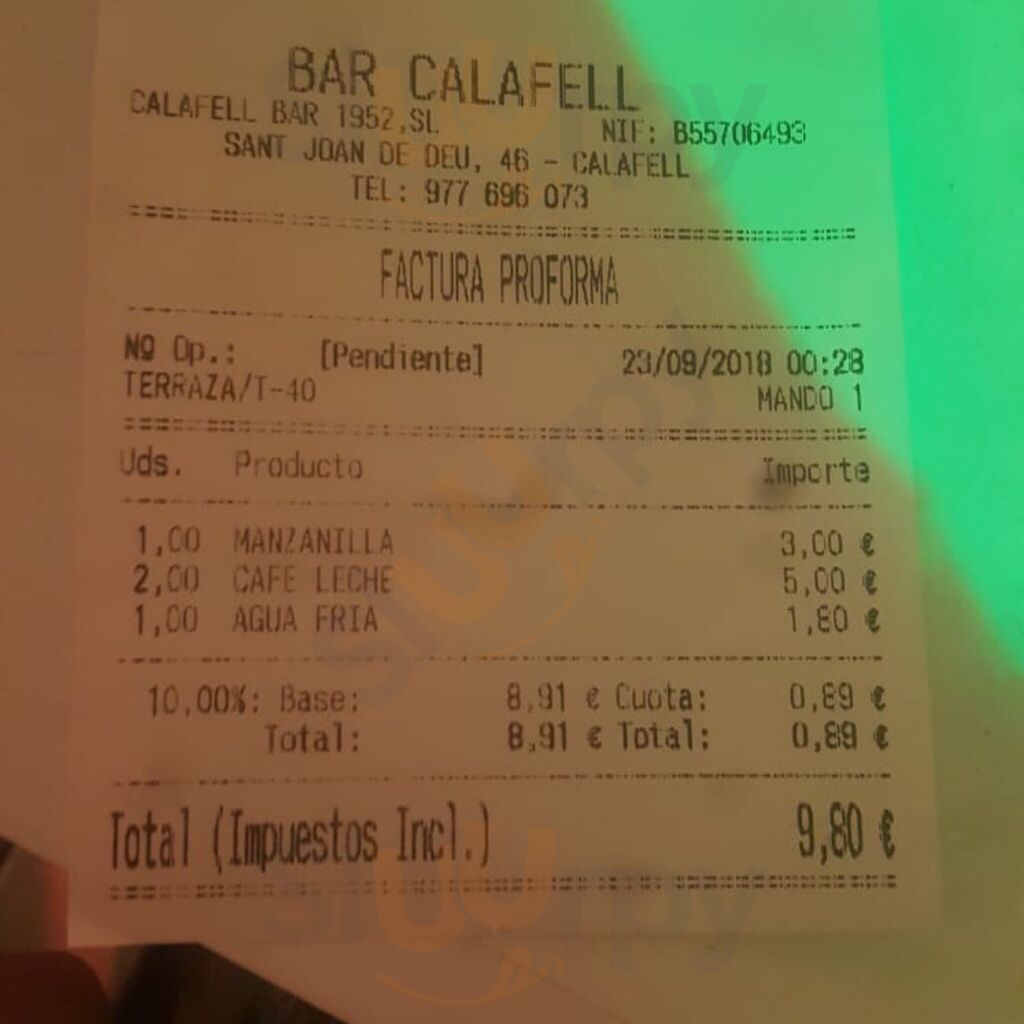 BAR CALAFELL
CALAFELL BAR 1952,SL NIF: B55706493
SANT JOAN DE DEU, 46 - CALAFELL
TEL: 977 696 073
FACTURA PROFORMA
Nº Op.: [Pendiente] 23/09/2018 00:28
TERRAZA/T-40 MANDO 1
Uds. Producto Importe
1,00 MANZANILLA 3,00 €
2,00 CAFE LECHE 5,00 €
1,00 AGUA FRIA 1,80 €
10,00%: Base: 8,91 € Cuota: 0,89 €
Total: 8,91 € Total: 0,89 €
Total (Impuestos Incl.) 9,80 €
sluurpy
sluurpy
sluurpy